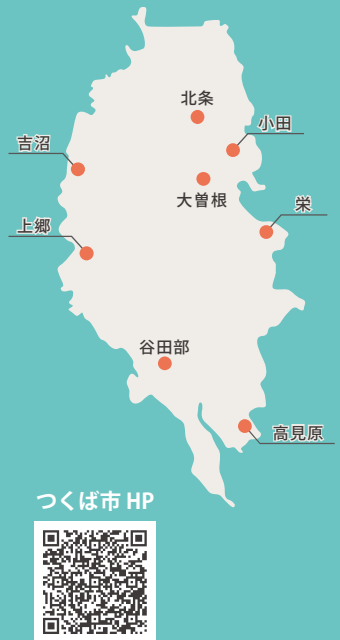 北条
小田
吉沼
大曽根
栄
上郷
谷田部
高見原
つくば市 HP